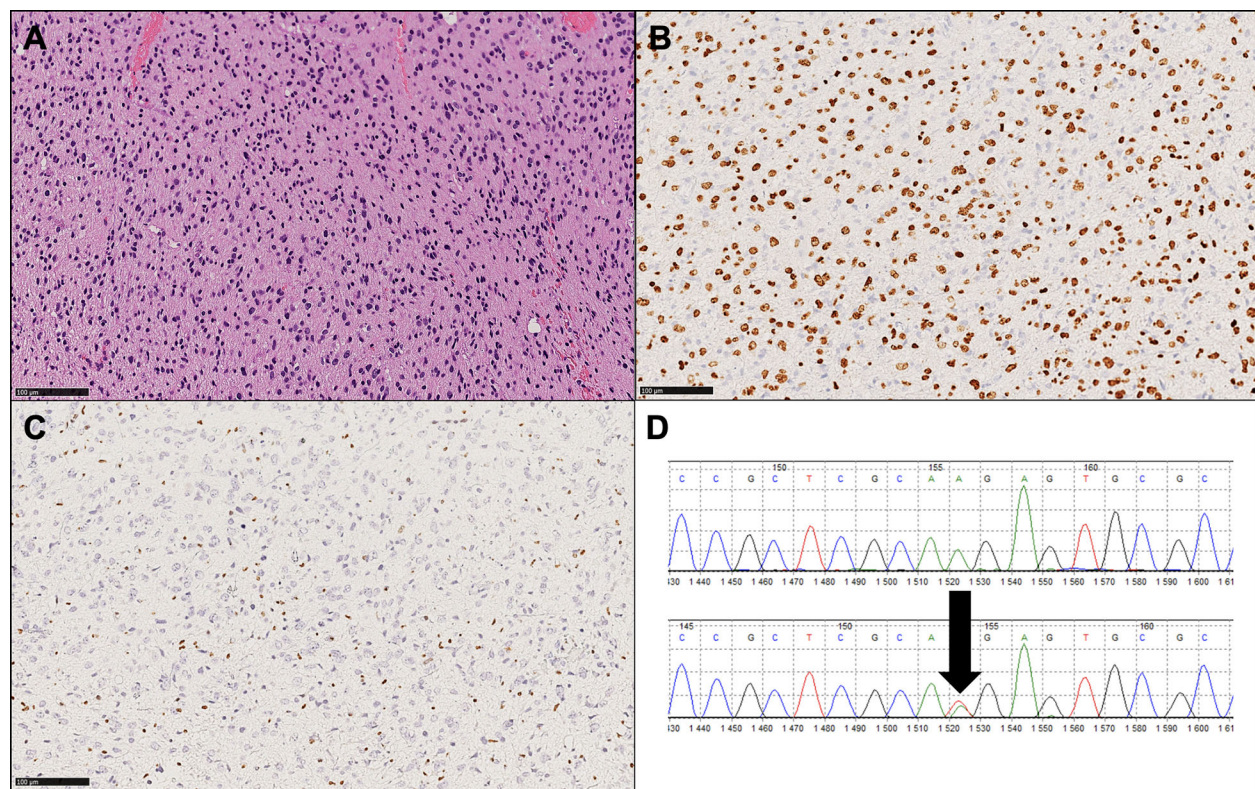 A
B
100 µm
100 µm
C
D
150 155 160
C C G C T C G C A A G A G T G C G C
430 1 440 1 450 1 460 1 470 1 480 1 490 1 500 1 510 1 520 1 530 1 540 1 550 1 560 1 570 1 580 1 590 1 600 1 61
145 150 155 160
C C G C T C G C A G A G T G C G C
430 1 440 1 450 1 460 1 470 1 480 1 490 1 500 1 510 1 520 1 530 1 540 1 550 1 560 1 570 1 580 1 590 1 600 1 61
100 µm